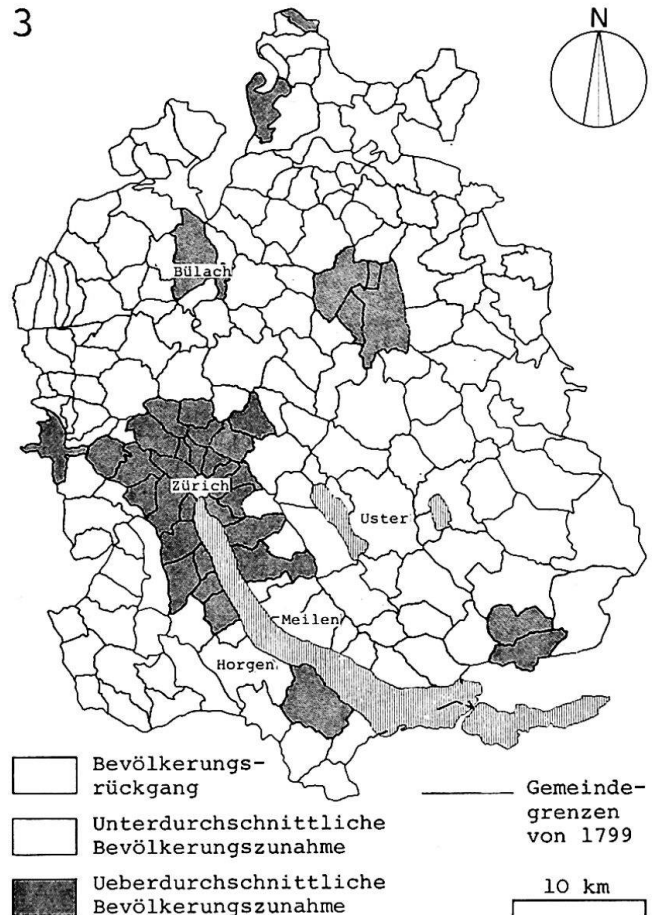 3
N
Bülach
Zürich
Uster
Meilen
Horgen
Bevölkerungs-
rückgang
Unterdurchschnittliche
Bevölkerungszunahme
Ueberdurchschnittliche
Bevölkerungszunahme
Gemeinde-
grenzen
von 1799
10 km